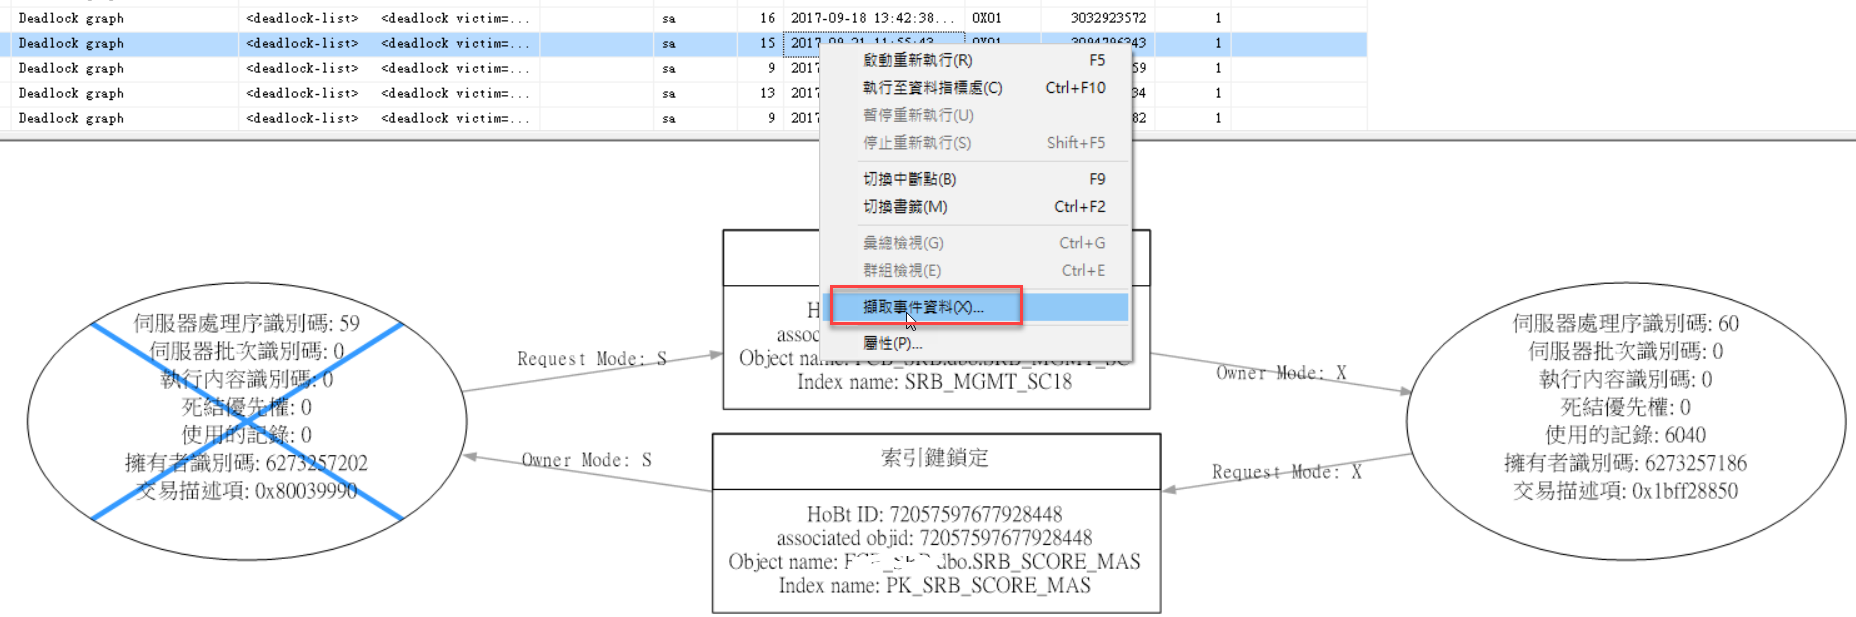 Deadlock graph <deadlock-list> <deadlock victim=... sa 16 2017-09-18 13:42:38... 0X01 3032923572 1
Deadlock graph <deadlock-list> <deadlock victim=... sa 15 2017-09-21 11:55:43 0X01 3094796343 1
Deadlock graph <deadlock-list> <deadlock victim=... sa 9 2017 59 1
Deadlock graph <deadlock-list> <deadlock victim=... sa 13 2017 34 1
Deadlock graph <deadlock-list> <deadlock victim=... sa 9 2017 82 1
啟動重新執行(R) F5
執行至資料指標處(C) Ctrl+F10
暫停重新執行(U)
停止重新執行(S) Shift+F5
切換中斷點(B) F9
切換書籤(M) Ctrl+F2
彙總檢視(G) Ctrl+G
群組檢視(E) Ctrl+E
擷取事件資料(X)...
屬性(P)...
伺服器處理序識別碼: 59
伺服器批次識別碼: 0
執行內容識別碼: 0
死結優先權: 0
使用的記錄: 0
擁有者識別碼: 6273257202
交易描述項: 0x80039990
Request Mode: S
Owner Mode: S
H
assoc
Object name:
Index name: SRB_MGMT_SC18
索引鍵鎖定
HoBt ID: 72057597677928448
associated objid: 72057597677928448
Object name: dbo.SRB_SCORE_MAS
Index name: PK_SRB_SCORE_MAS
Owner Mode: X
Request Mode: X
伺服器處理序識別碼: 60
伺服器批次識別碼: 0
執行內容識別碼: 0
死結優先權: 0
使用的記錄: 6040
擁有者識別碼: 6273257186
交易描述項: 0x1bff28850